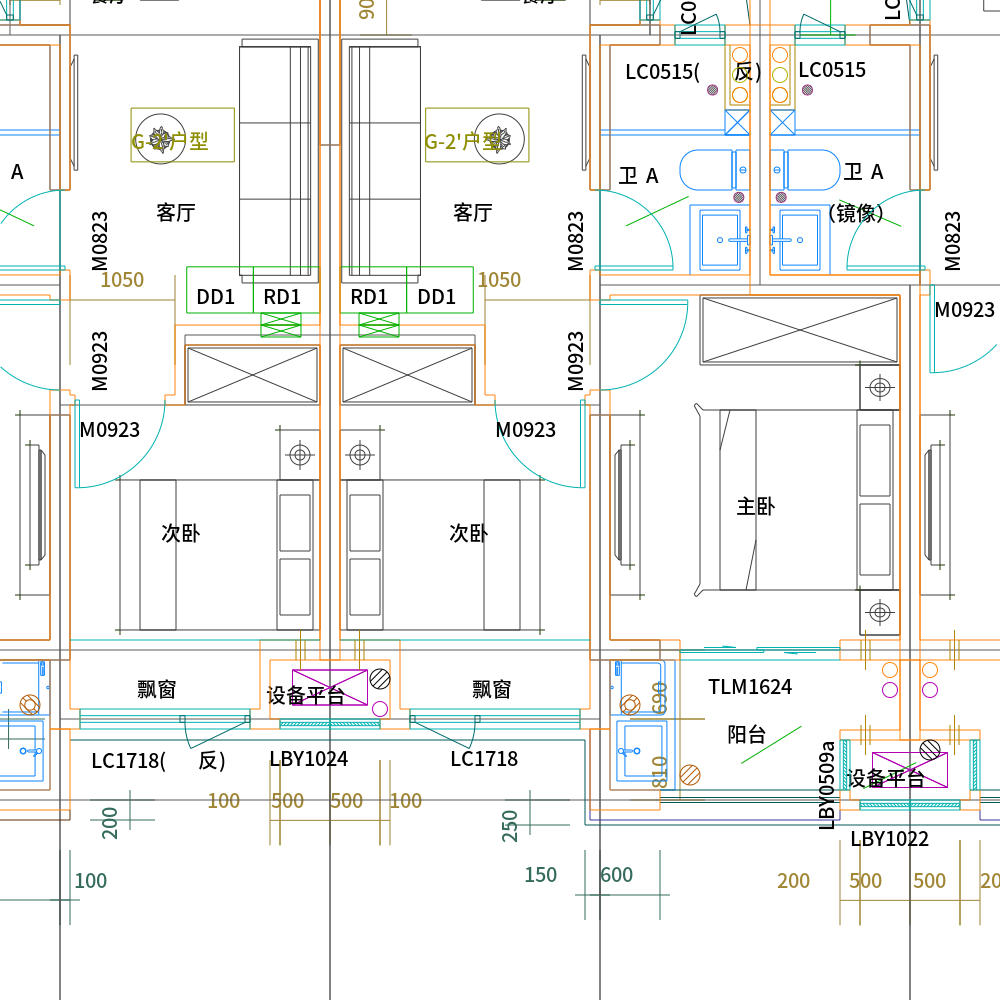 90
LC0
LC
LC0515(
反)
LC0515
G-2'户型
G-2'户型
A
卫 A
卫 A
(镜像)
客厅
客厅
M0823
M0823
M0823
1050
1050
DD1
RD1
RD1
DD1
M0923
M0923
M0923
M0923
M0923
次卧
次卧
主卧
飘窗
设备平台
飘窗
690
TLM1624
阳台
LC1718(
反)
LBY1024
LC1718
810
设备平台
LBY0509a
100
500
500
100
200
250
LBY1022
100
150
600
200
500
500
20